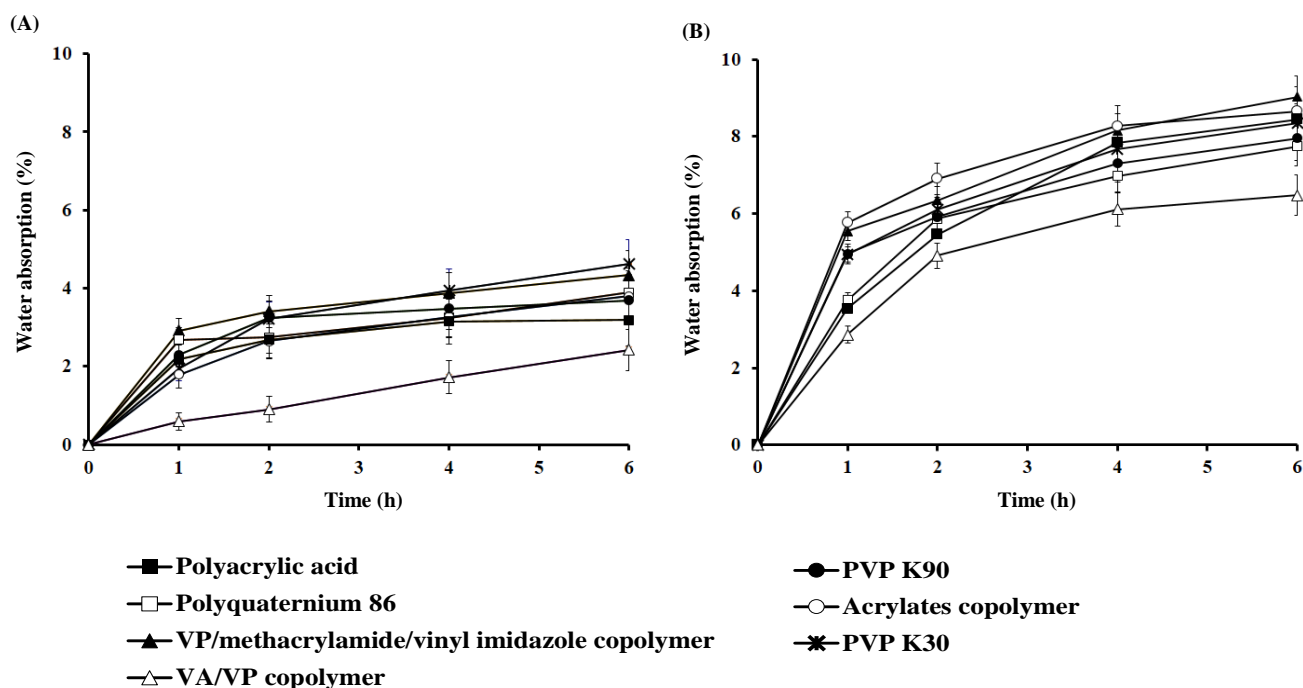 (A)
10
8
6
4
2
0
Water absorption (%)
0 1 2 3 4 5 6
Time (h)
(B)
10
8
6
4
2
0
Water absorption (%)
0 1 2 3 4 5 6
Time (h)
Polyacrylic acid
Polyquaternium 86
VP/methacrylamide/vinyl imidazole copolymer
VA/VP copolymer
PVP K90
Acrylates copolymer
PVP K30